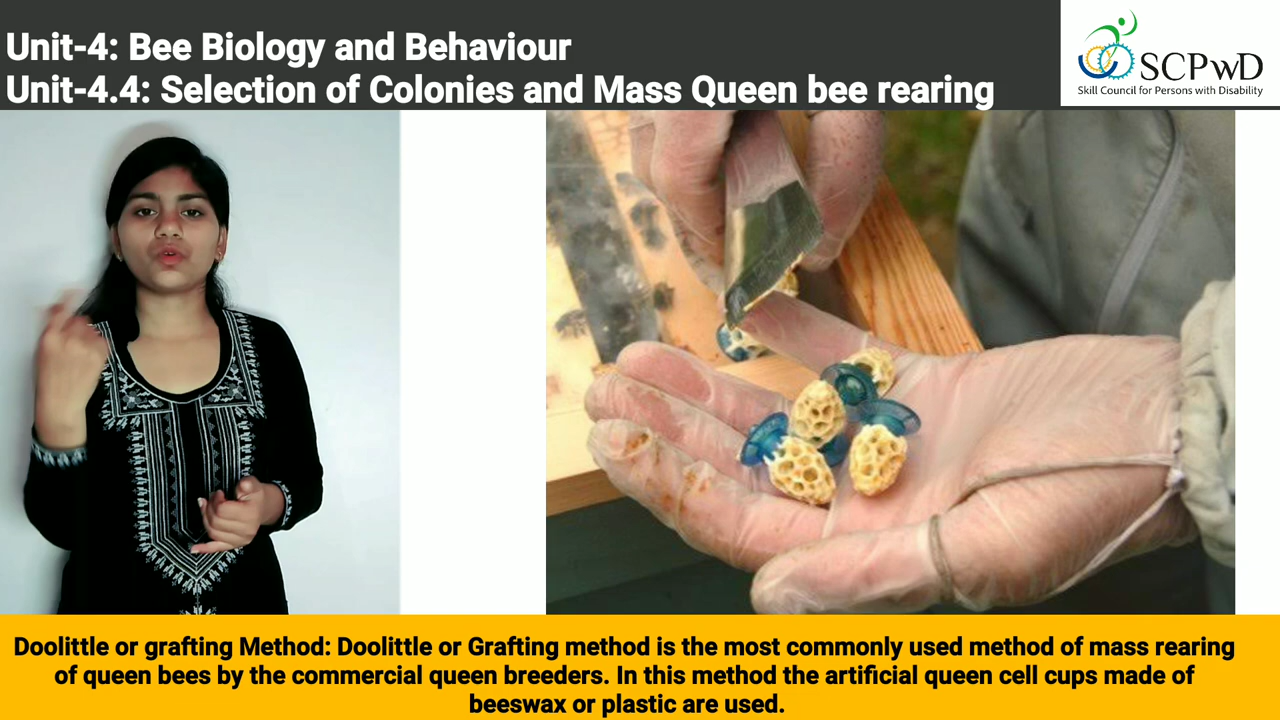 Unit-4: Bee Biology and Behaviour
Unit-4.4: Selection of Colonies and Mass Queen bee rearing
SCPwD
Skill Council for Persons with Disability
Doolittle or grafting Method: Doolittle or Grafting method is the most commonly used method of mass rearing
of queen bees by the commercial queen breeders. In this method the artificial queen cell cups made of
beeswax or plastic are used.